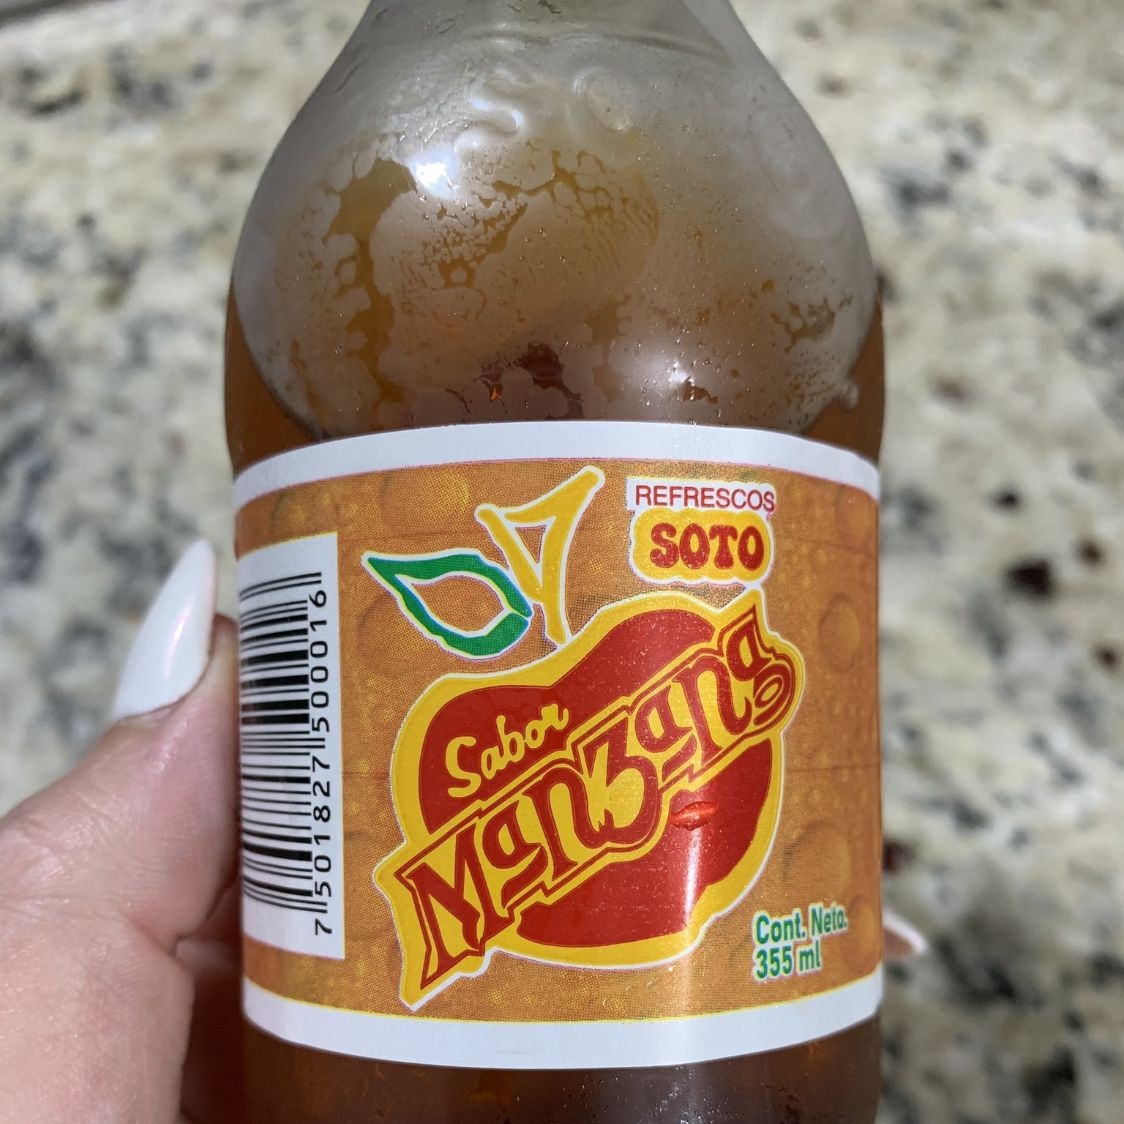 REFRESCOS
SOTO
Sabor
Manzana
Cont. Neto.
355 ml
7 501827 500016